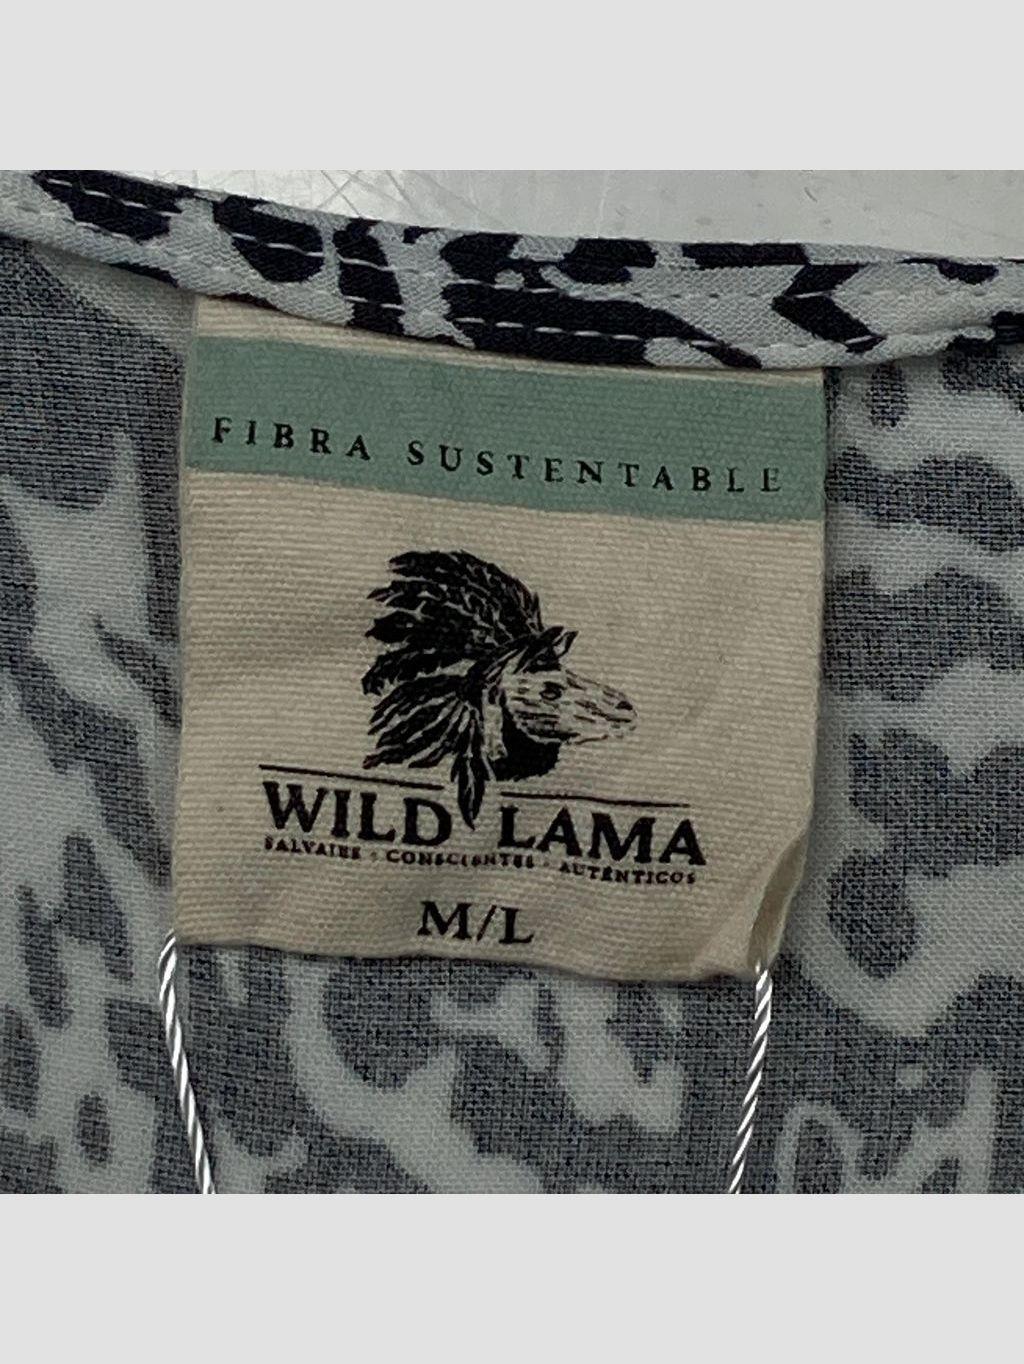 FIBRA SUSTENTABLE
WILD LAMA
SALVAJES · CONSCIENTES · AUTÉNTICOS
M/L